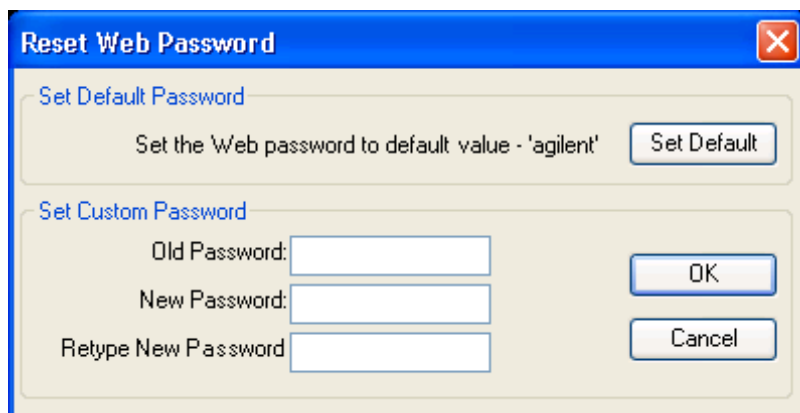 Reset Web Password
Set Default Password
Set the Web password to default value - 'agilent'
Set Default
Set Custom Password
Old Password:
New Password:
Retype New Password
OK
Cancel